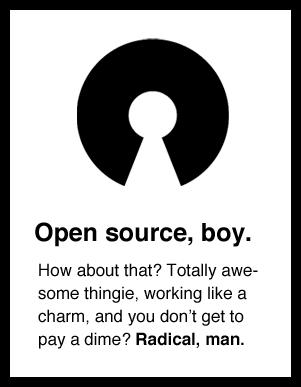 Open source, boy.
How about that? Totally awe-
some thingie, working like a
charm, and you don't get to
pay a dime? Radical, man.